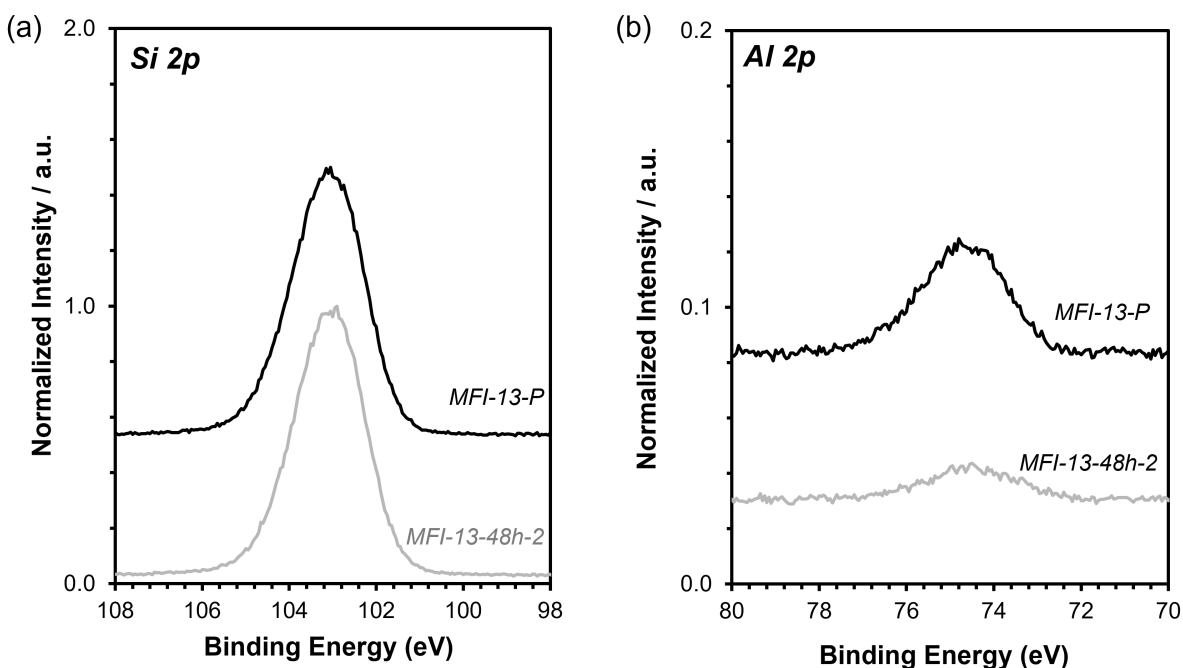 (a)
2.0
Si 2p
Normalized Intensity / a.u.
1.0
MFI-13-P
MFI-13-48h-2
0.0
108 106 104 102 100 98
Binding Energy (eV)
(b)
0.2
Al 2p
Normalized Intensity / a.u.
0.1
MFI-13-P
MFI-13-48h-2
0.0
80 78 76 74 72 70
Binding Energy (eV)